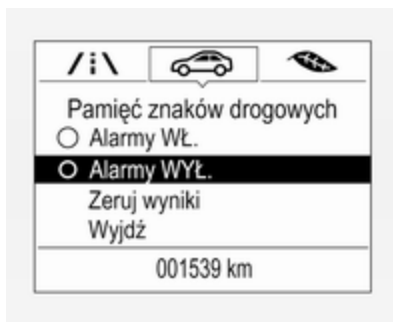 Pamięć znaków drogowych
Alarmy WŁ.
Alarmy WYŁ.
Zeruj wyniki
Wyjdź
001539 km